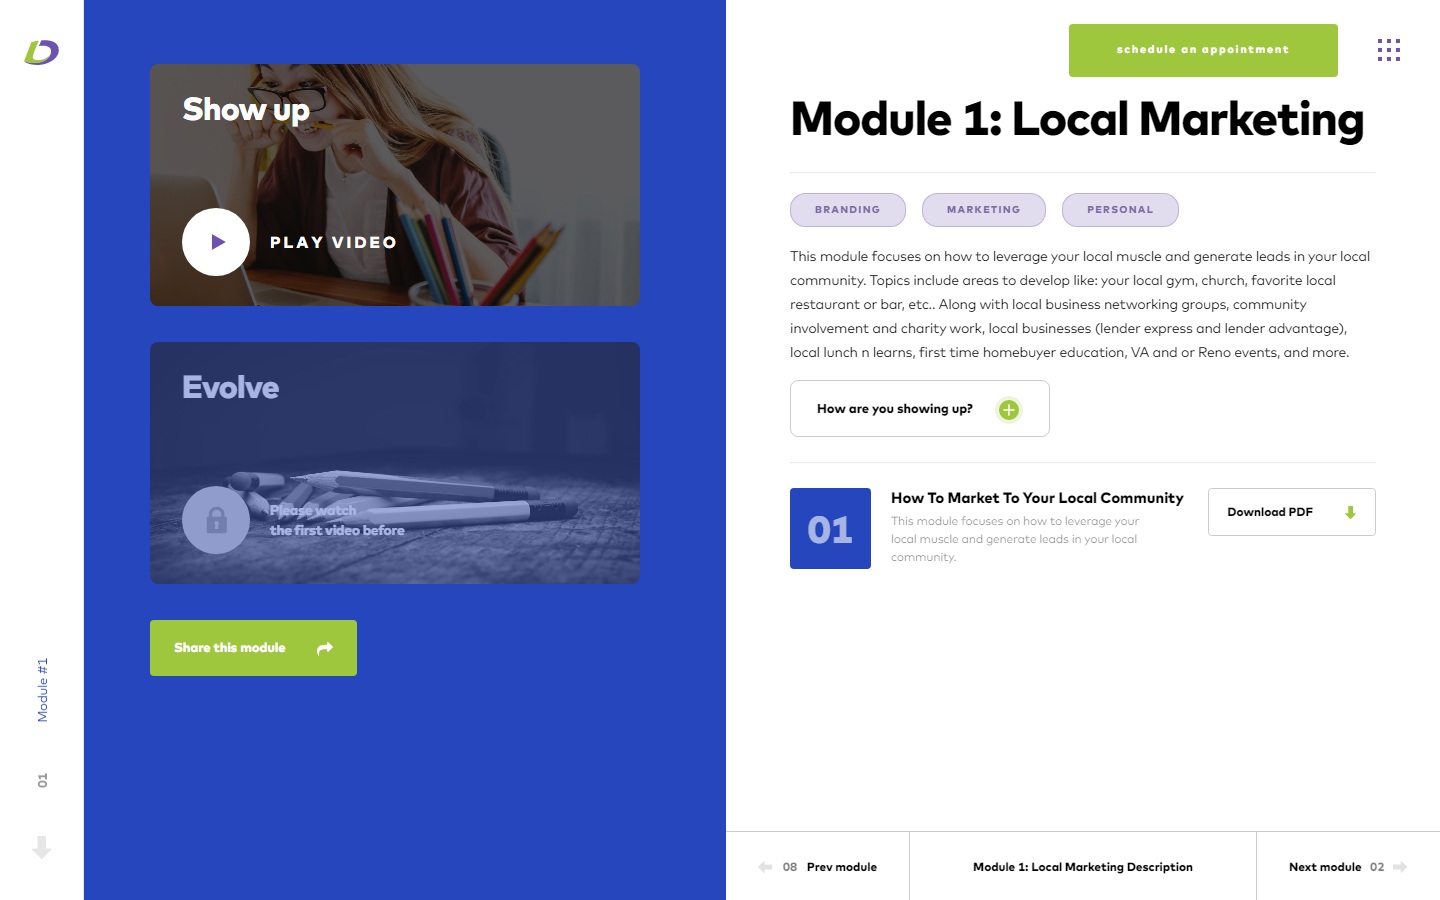 schedule an appointment
Show up
PLAY VIDEO
Evolve
Please watch
the first video before
Share this module
Module #1
01
Module 1: Local Marketing
BRANDING
MARKETING
PERSONAL
This module focuses on how to leverage your local muscle and generate leads in your local
community. Topics include areas to develop like: your local gym, church, favorite local
restaurant or bar, etc.. Along with local business networking groups, community
involvement and charity work, local businesses (lender express and lender advantage),
local lunch n learns, first time homebuyer education, VA and or Reno events, and more.
How are you showing up?
01
How To Market To Your Local Community
This module focuses on how to leverage your
local muscle and generate leads in your local
community.
Download PDF
08 Prev module
Module 1: Local Marketing Description
Next module 02